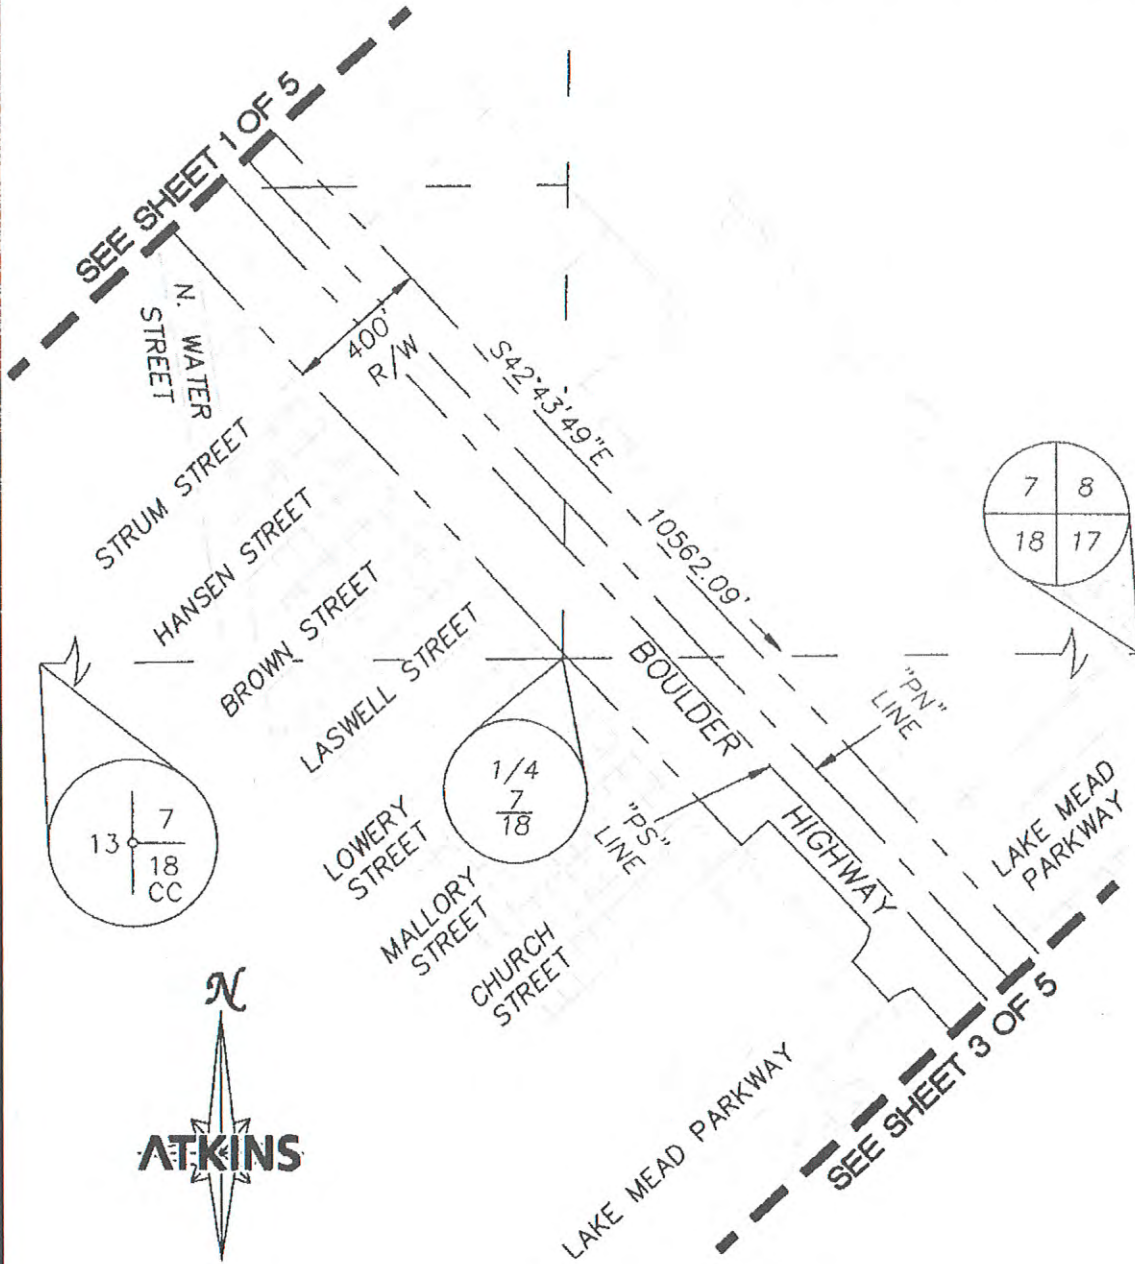 SEE SHEET 1 OF 5
N. WATER
STREET
400'
R/W
S42°43'49"E
STRUM STREET
HANSEN STREET
BROWN STREET
LASWELL STREET
10562.09'
7 8
18 17
BOULDER
HIGHWAY
"PN"
LINE
"PS"
LINE
1/4
7
18
13 7
18
CC
LOWERY
STREET
MALLORY
STREET
CHURCH
STREET
LAKE MEAD
PARKWAY
LAKE MEAD PARKWAY
SEE SHEET 3 OF 5
N
ATKINS